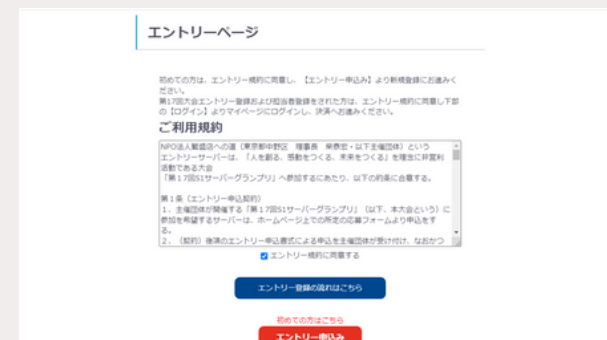 エントリーページ
初めての方は、エントリー規約に同意し、【エントリー申込み】より新規登録にお進みく
ださい。
第17回大会エントリー登録および担当者登録をされた方は、エントリー規約に同意し下部
の【ログイン】よりマイページにログインし、決済へお進みください。
ご利用規約
NPO法人繁盛店への道（東京都中野区 理事長 柴泰宏・以下主催団体）という
エントリーサーバーは、「人を創る、感動をつくる、未来をつくる」を理念に非営利
活動である大会
「第17回S1サーバーグランプリ」へ参加するにあたり、以下の約条に合意する。
第1条（エントリー申込契約）
1、主催団体が開催する「第17回S1サーバーグランプリ」（以下、本大会という）に
参加を希望するサーバーは、ホームページ上での所定の応募フォームより申込をす
る。
2、（契約）後項のエントリー申込書式による申込を主催団体が受け付け、なおかつ
エントリー規約に同意する
エントリー登録の流れはこちら
初めての方はこちら
エントリー申込み